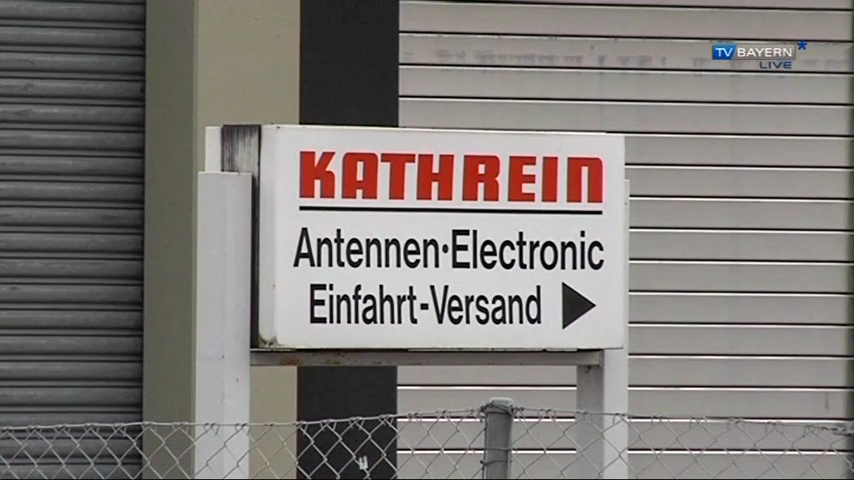 TV BAYERN
LIVE
KATHREIN
Antennen·Electronic
Einfahrt-Versand